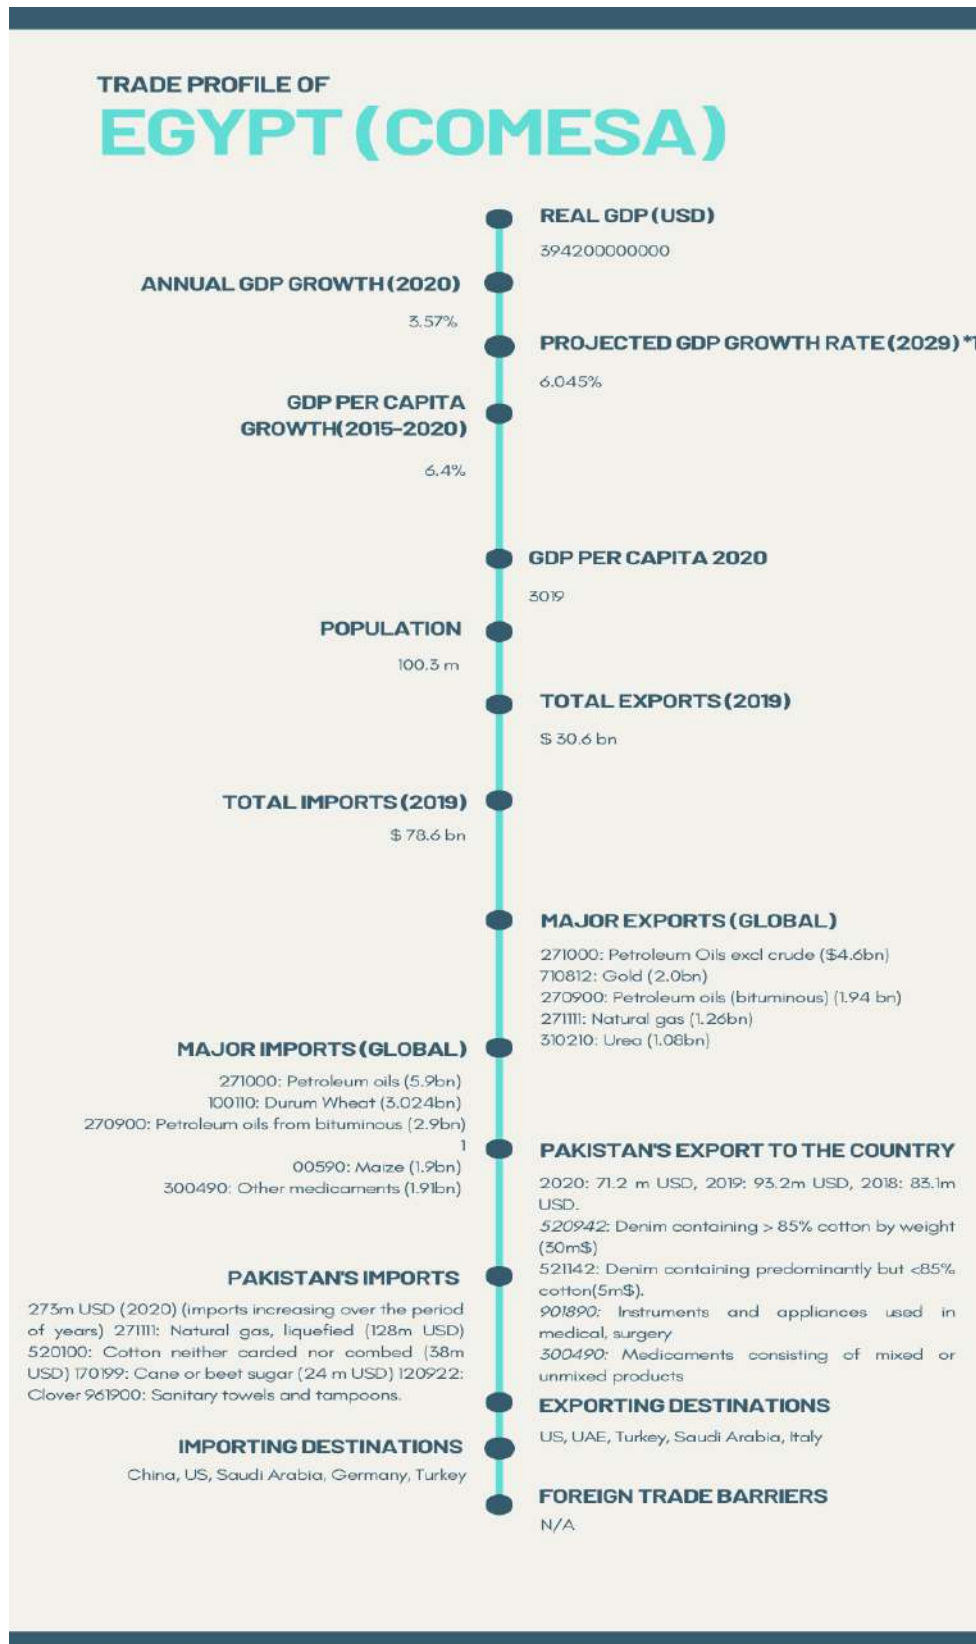 TRADE PROFILE OF
EGYPT (COMESA)
REAL GDP (USD)
394200000000
ANNUAL GDP GROWTH (2020)
3.57%
PROJECTED GDP GROWTH RATE (2029) *1
6.045%
GDP PER CAPITA
GROWTH(2015-2020)
6.4%
GDP PER CAPITA 2020
3019
POPULATION
100.3 m
TOTAL EXPORTS (2019)
$ 30.6 bn
TOTAL IMPORTS (2019)
$ 78.6 bn
MAJOR EXPORTS (GLOBAL)
271000: Petroleum Oils excl crude ($4.6bn)
710812: Gold (2.0bn)
270900: Petroleum oils (bituminous) (1.94 bn)
271111: Natural gas (1.26bn)
310210: Urea (1.08bn)
MAJOR IMPORTS (GLOBAL)
271000: Petroleum oils (5.9bn)
100110: Durum Wheat (3.024bn)
270900: Petroleum oils from bituminous (2.9bn)
1
00590: Maize (1.9bn)
300490: Other medicaments (1.91bn)
PAKISTAN'S EXPORT TO THE COUNTRY
2020: 71.2 m USD, 2019: 93.2m USD, 2018: 83.1m
USD.
520942: Denim containing > 85% cotton by weight
(30m$)
521142: Denim containing predominantly but <85%
cotton(5m$).
901890: Instruments and appliances used in
medical, surgery
300490: Medicaments consisting of mixed or
unmixed products
PAKISTAN'S IMPORTS
273m USD (2020) (imports increasing over the period
of years) 271111: Natural gas, liquefied (128m USD)
520100: Cotton neither carded nor combed (38m
USD) 170199: Cane or beet sugar (24 m USD) 120922:
Clover 961900: Sanitary towels and tampoons.
EXPORTING DESTINATIONS
US, UAE, Turkey, Saudi Arabia, Italy
IMPORTING DESTINATIONS
China, US, Saudi Arabia, Germany, Turkey
FOREIGN TRADE BARRIERS
N/A